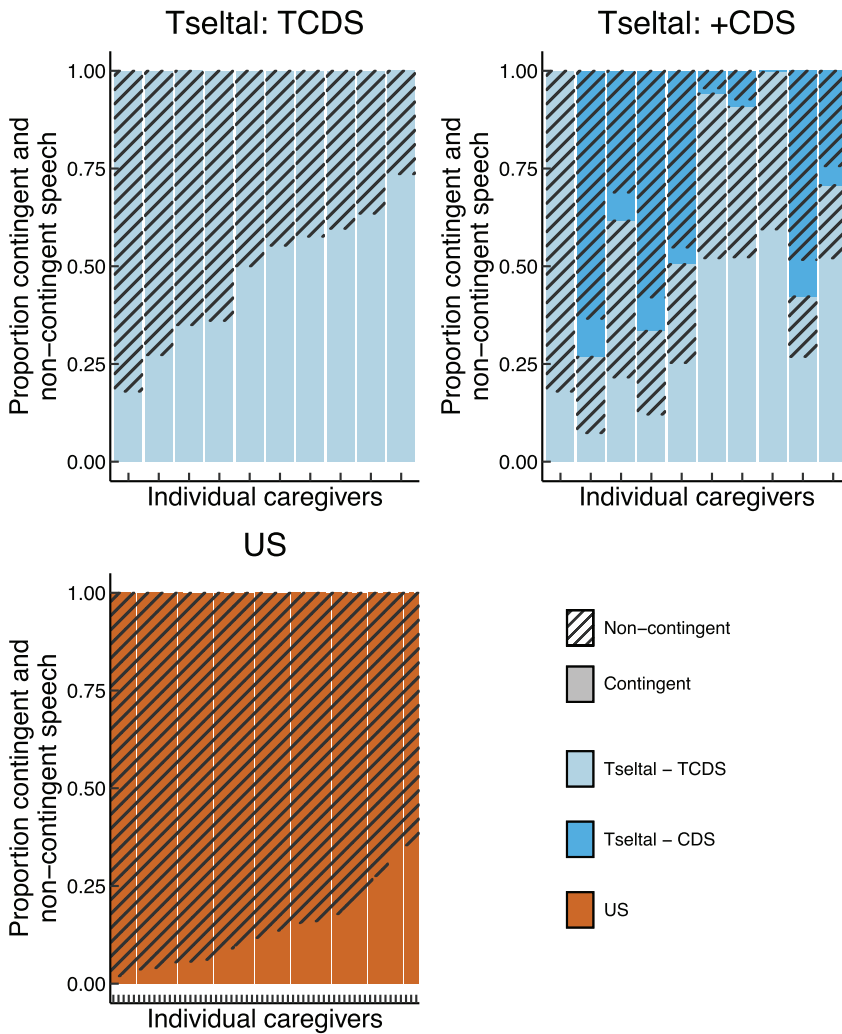 Tseltal: TCDS
Proportion contingent and
non−contingent speech
1.00
0.75
0.50
0.25
0.00
Individual caregivers
Tseltal: +CDS
Proportion contingent and
non−contingent speech
1.00
0.75
0.50
0.25
0.00
Individual caregivers
US
Proportion contingent and
non−contingent speech
1.00
0.75
0.50
0.25
0.00
Individual caregivers
Non−contingent
Contingent
Tseltal − TCDS
Tseltal − CDS
US